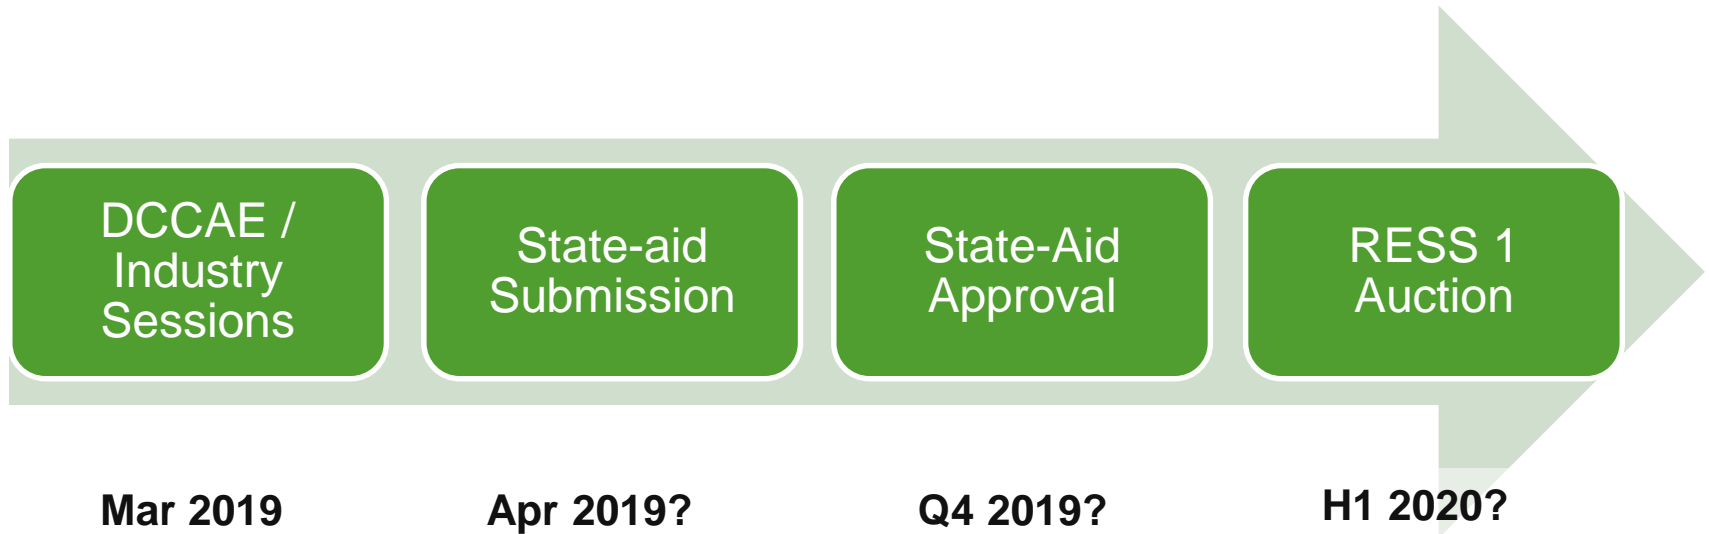 DCCAE /
Industry
Sessions
State-aid
Submission
State-Aid
Approval
RESS 1
Auction
Mar 2019
Apr 2019?
Q4 2019?
H1 2020?